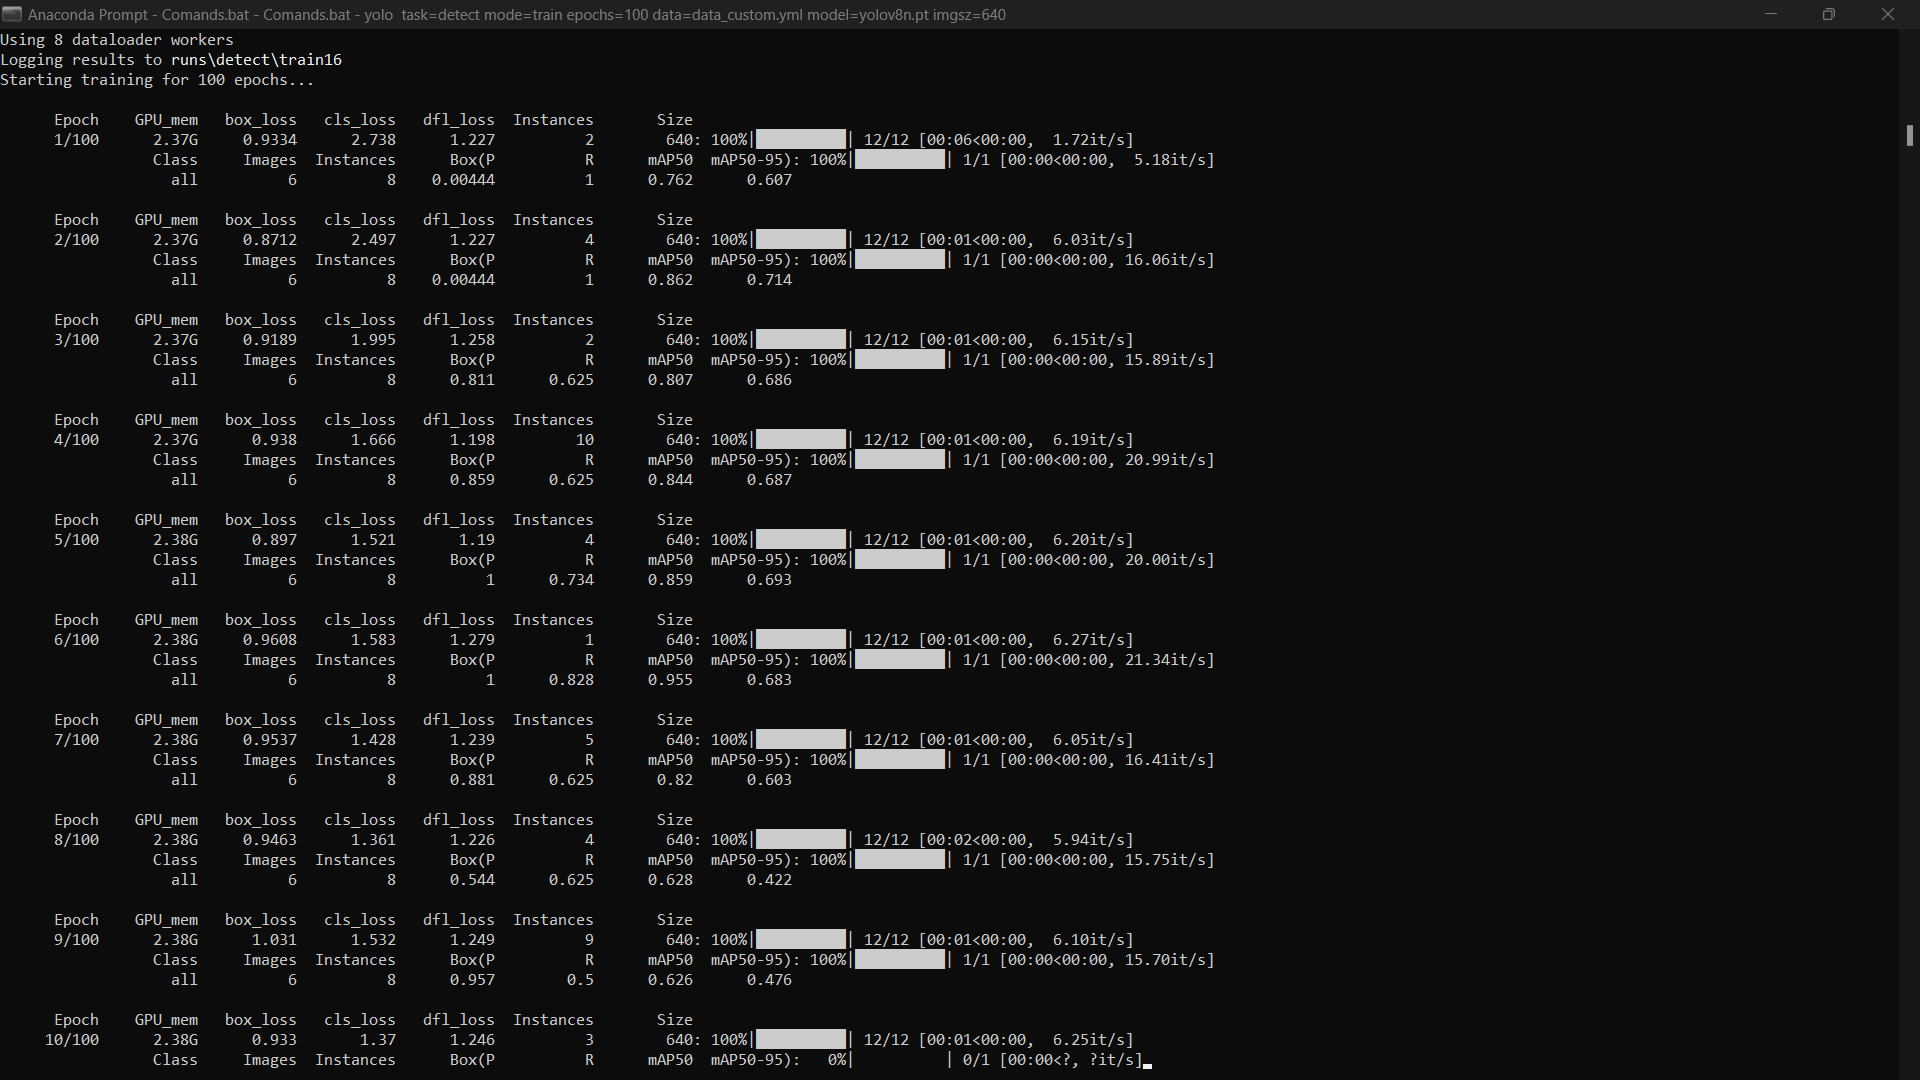 Anaconda Prompt - Comands.bat - Comands.bat - yolo  task=detect mode=train epochs=100 data=data_custom.yml model=yolov8n.pt imgsz=640
Using 8 dataloader workers
Logging results to runs\detect\train16
Starting training for 100 epochs...
Epoch GPU_mem box_loss cls_loss dfl_loss Instances Size
1/100 2.37G 0.9334 2.738 1.227 2 640: 100%|██████████| 12/12 [00:06<00:00, 1.72it/s]
Class Images Instances Box(P R mAP50 mAP50-95): 100%|██████████| 1/1 [00:00<00:00, 5.18it/s]
all 6 8 0.00444 1 0.762 0.607
Epoch GPU_mem box_loss cls_loss dfl_loss Instances Size
2/100 2.37G 0.8712 2.497 1.227 4 640: 100%|██████████| 12/12 [00:01<00:00, 6.03it/s]
Class Images Instances Box(P R mAP50 mAP50-95): 100%|██████████| 1/1 [00:00<00:00, 16.06it/s]
all 6 8 0.00444 1 0.862 0.714
Epoch GPU_mem box_loss cls_loss dfl_loss Instances Size
3/100 2.37G 0.9189 1.995 1.258 2 640: 100%|██████████| 12/12 [00:01<00:00, 6.15it/s]
Class Images Instances Box(P R mAP50 mAP50-95): 100%|██████████| 1/1 [00:00<00:00, 15.89it/s]
all 6 8 0.811 0.625 0.807 0.686
Epoch GPU_mem box_loss cls_loss dfl_loss Instances Size
4/100 2.37G 0.938 1.666 1.198 10 640: 100%|██████████| 12/12 [00:01<00:00, 6.19it/s]
Class Images Instances Box(P R mAP50 mAP50-95): 100%|██████████| 1/1 [00:00<00:00, 20.99it/s]
all 6 8 0.859 0.625 0.844 0.687
Epoch GPU_mem box_loss cls_loss dfl_loss Instances Size
5/100 2.38G 0.897 1.521 1.19 4 640: 100%|██████████| 12/12 [00:01<00:00, 6.20it/s]
Class Images Instances Box(P R mAP50 mAP50-95): 100%|██████████| 1/1 [00:00<00:00, 20.00it/s]
all 6 8 1 0.734 0.859 0.693
Epoch GPU_mem box_loss cls_loss dfl_loss Instances Size
6/100 2.38G 0.9608 1.583 1.279 1 640: 100%|██████████| 12/12 [00:01<00:00, 6.27it/s]
Class Images Instances Box(P R mAP50 mAP50-95): 100%|██████████| 1/1 [00:00<00:00, 21.34it/s]
all 6 8 1 0.828 0.955 0.683
Epoch GPU_mem box_loss cls_loss dfl_loss Instances Size
7/100 2.38G 0.9537 1.428 1.239 5 640: 100%|██████████| 12/12 [00:01<00:00, 6.05it/s]
Class Images Instances Box(P R mAP50 mAP50-95): 100%|██████████| 1/1 [00:00<00:00, 16.41it/s]
all 6 8 0.881 0.625 0.82 0.603
Epoch GPU_mem box_loss cls_loss dfl_loss Instances Size
8/100 2.38G 0.9463 1.361 1.226 4 640: 100%|██████████| 12/12 [00:02<00:00, 5.94it/s]
Class Images Instances Box(P R mAP50 mAP50-95): 100%|██████████| 1/1 [00:00<00:00, 15.75it/s]
all 6 8 0.544 0.625 0.628 0.422
Epoch GPU_mem box_loss cls_loss dfl_loss Instances Size
9/100 2.38G 1.031 1.532 1.249 9 640: 100%|██████████| 12/12 [00:01<00:00, 6.10it/s]
Class Images Instances Box(P R mAP50 mAP50-95): 100%|██████████| 1/1 [00:00<00:00, 15.70it/s]
all 6 8 0.957 0.5 0.626 0.476
Epoch GPU_mem box_loss cls_loss dfl_loss Instances Size
10/100 2.38G 0.933 1.37 1.246 3 640: 100%|██████████| 12/12 [00:01<00:00, 6.25it/s]
Class Images Instances Box(P R mAP50 mAP50-95): 0%| | 0/1 [00:00<?, ?it/s]